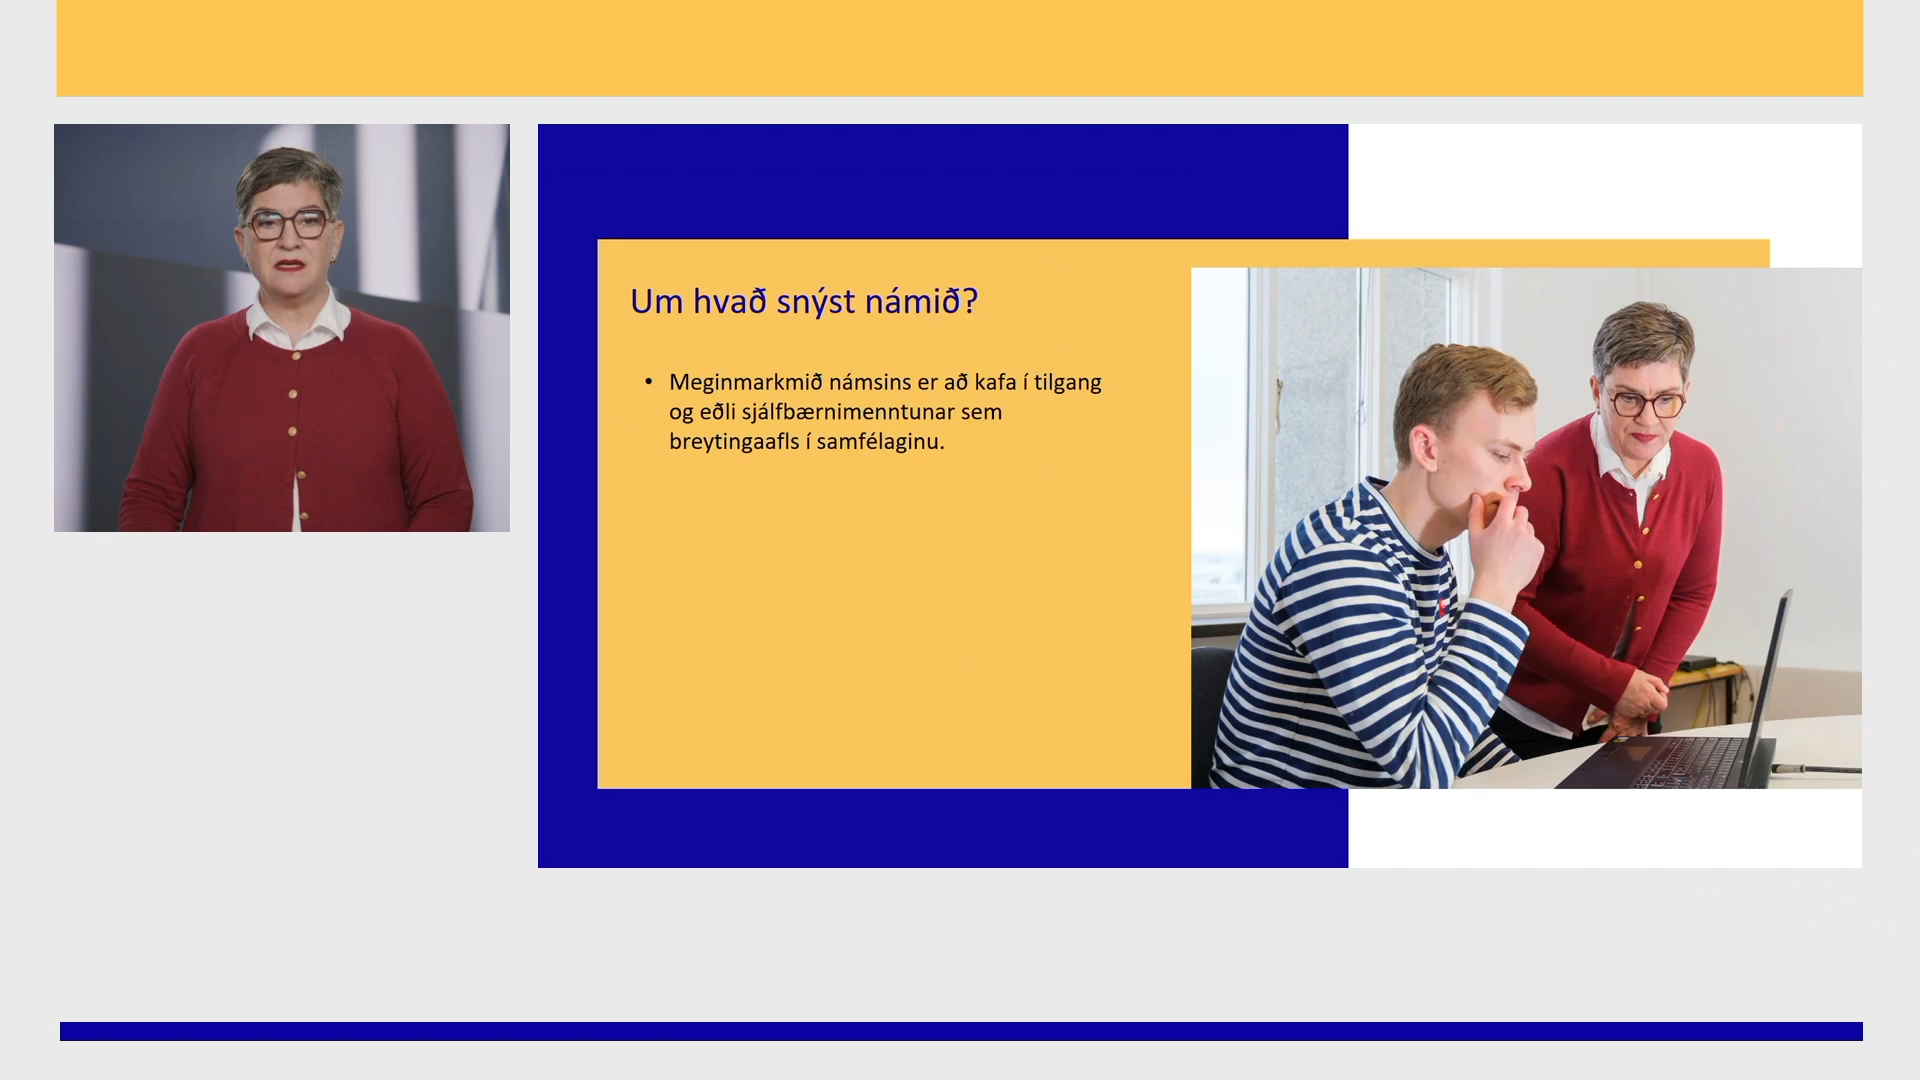 Um hvað snýst námið?
• Meginmarkmið námsins er að kafa í tilgang
og eðli sjálfbærnimenntunar sem
breytingaafls í samfélaginu.